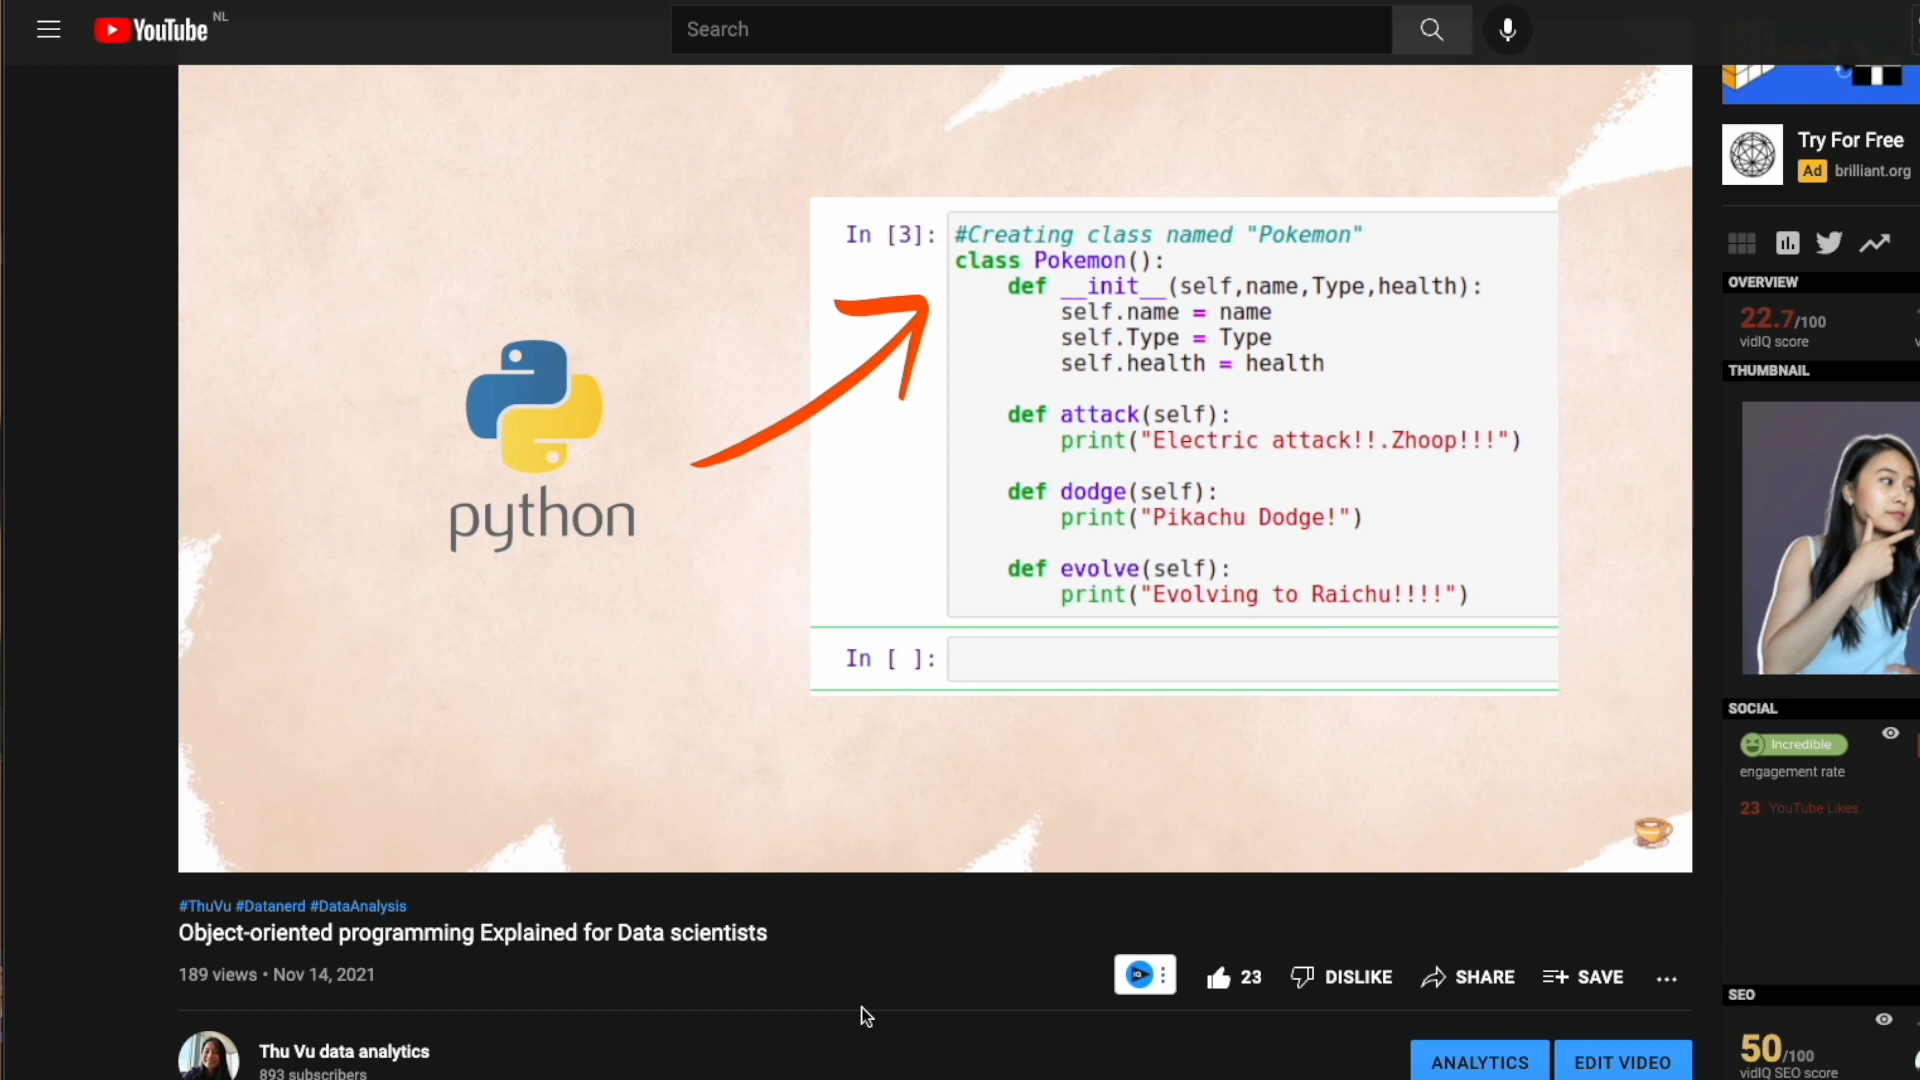 YouTube NL
Search
Try For Free
Ad brilliant.org
In [3]:
#Creating class named "Pokemon"
class Pokemon():
    def __init__(self,name,Type,health):
        self.name = name
        self.Type = Type
        self.health = health
    def attack(self):
        print("Electric attack!!.Zhoop!!!")
    def dodge(self):
        print("Pikachu Dodge!")
    def evolve(self):
        print("Evolving to Raichu!!!!")
In [ ]:
python
OVERVIEW
22.7/100
vidIQ score
THUMBNAIL
SOCIAL
Incredible
engagement rate
23 YouTube Likes
#ThuVu #Datanerd #DataAnalysis
Object-oriented programming Explained for Data scientists
189 views • Nov 14, 2021
23
DISLIKE
SHARE
SAVE
Thu Vu data analytics
893 subscribers
ANALYTICS
EDIT VIDEO
SEO
50/100
vidIQ SEO score